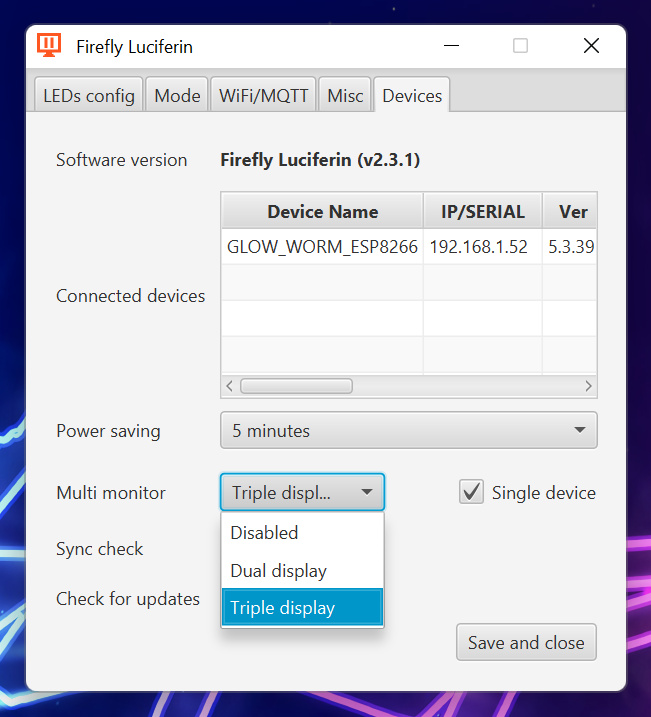 Firefly Luciferin
LEDs config Mode WiFi/MQTT Misc Devices
Software version Firefly Luciferin (v2.3.1)
Device Name IP/SERIAL Ver
GLOW_WORM_ESP8266 192.168.1.52 5.3.39
Connected devices
Power saving 5 minutes
Multi monitor Triple displ... Single device
Disabled
Sync check
Dual display
Check for updates
Triple display
Save and close